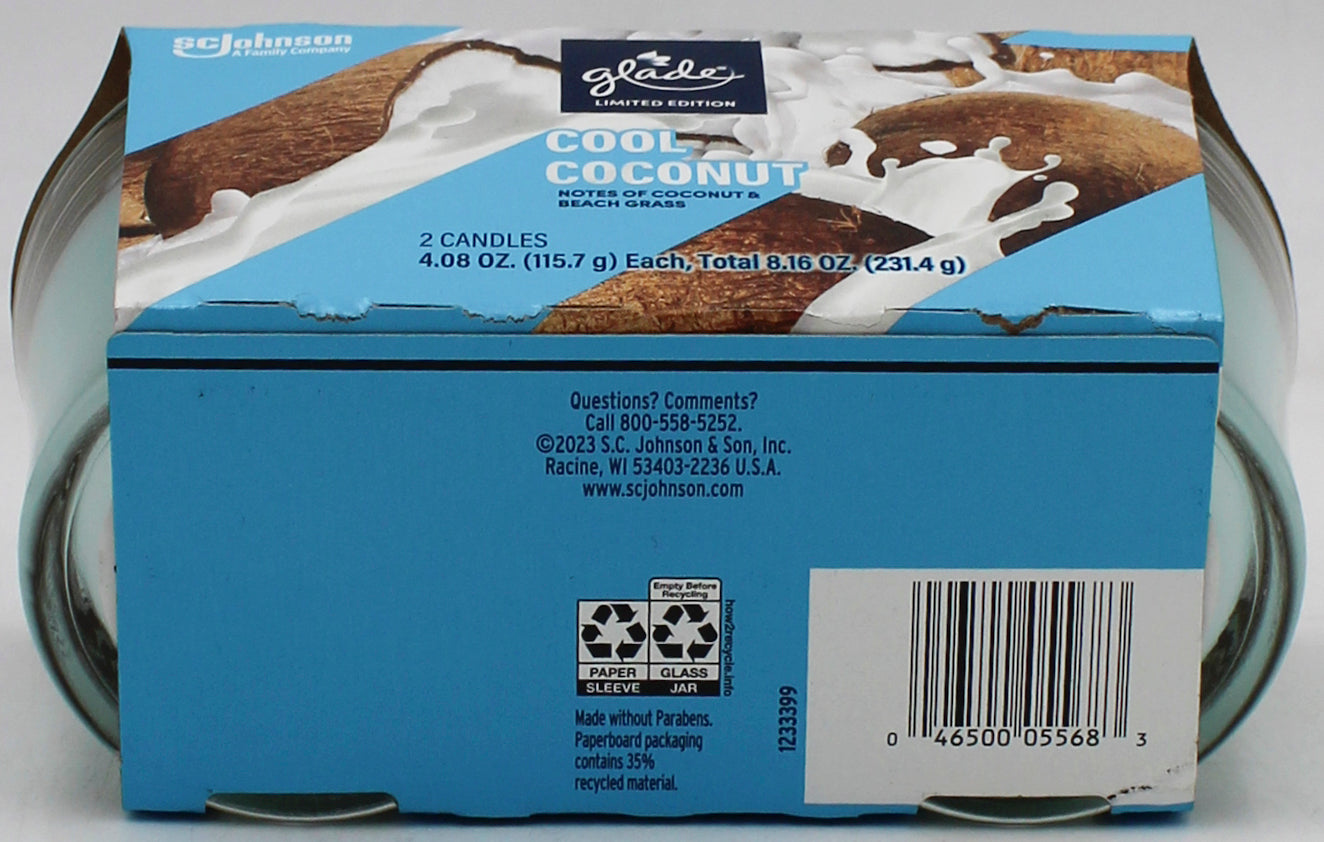 scJohnson
A Family Company
glade
LIMITED EDITION
COOL
COCONUT
NOTES OF COCONUT &
BEACH GRASS
2 CANDLES
4.08 OZ. (115.7 g) Each, Total 8.16 OZ. (231.4 g)
Questions? Comments?
Call 800-558-5252.
©2023 S.C. Johnson & Son, Inc.
Racine, WI 53403-2236 U.S.A.
www.scjohnson.com
Empty Before
Recycling
PAPER GLASS
SLEEVE JAR
how2recycle.info
Made without Parabens.
Paperboard packaging
contains 35%
recycled material.
1233399
0 46500 05568 3